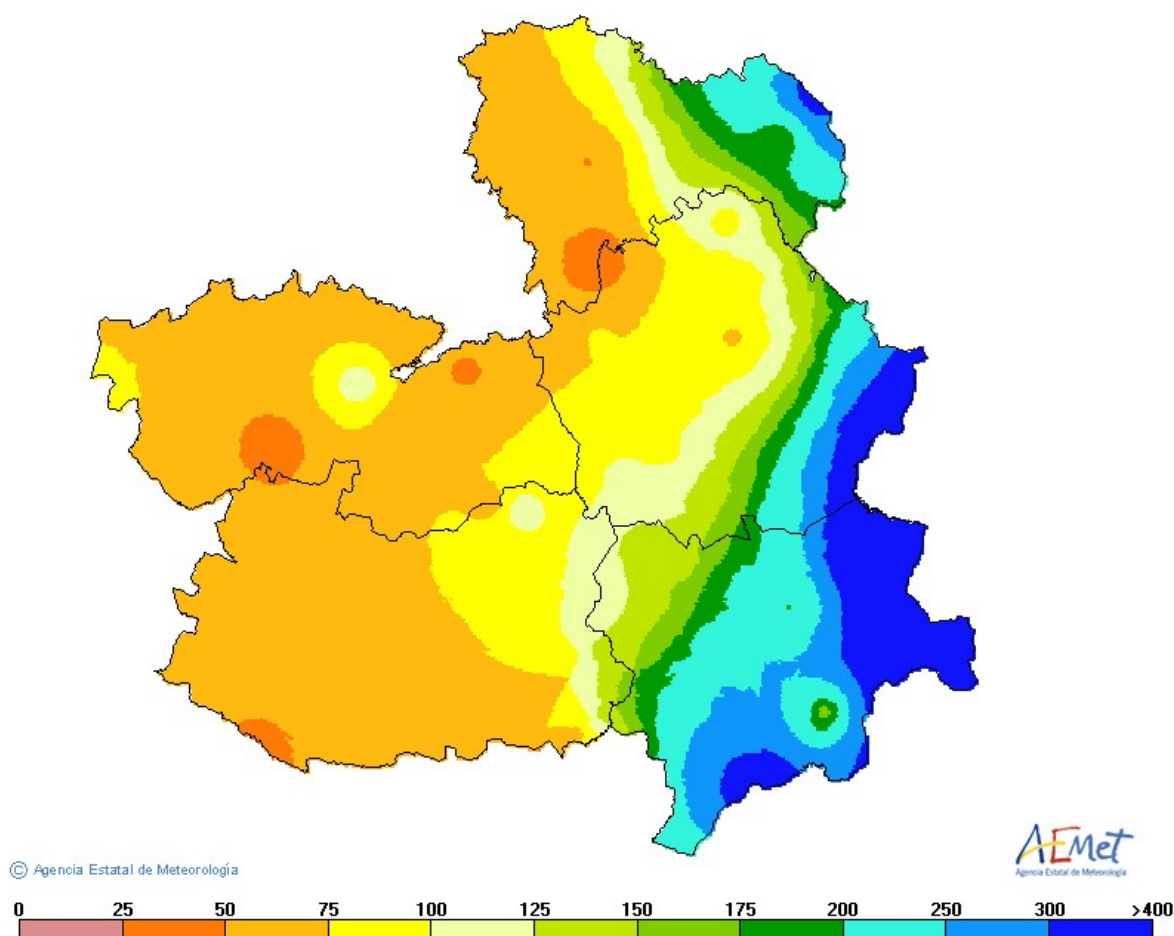 AEMet
Agencia Estatal de Meteorología
© Agencia Estatal de Meteorología
0 25 50 75 100 125 150 175 200 250 300 >400